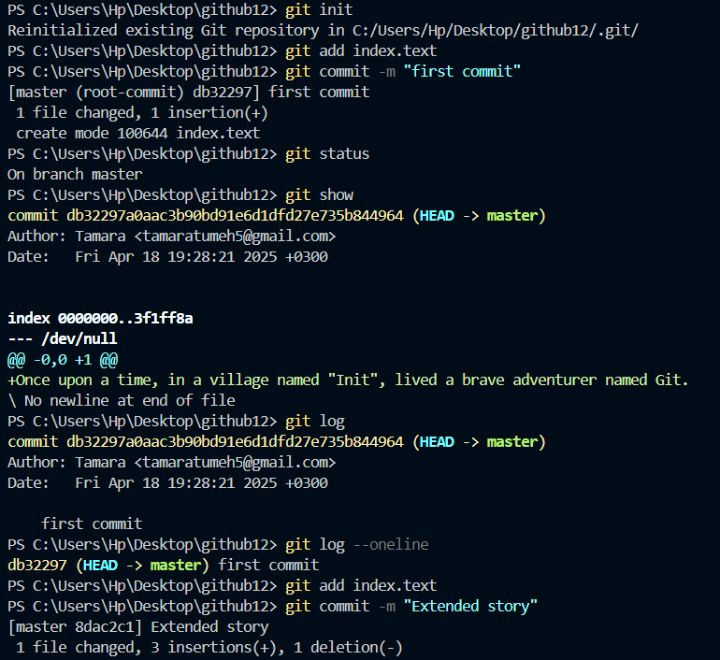 PS C:\Users\Hp\Desktop\github12> git init
Reinitialized existing Git repository in C:/Users/Hp/Desktop/github12/.git/
PS C:\Users\Hp\Desktop\github12> git add index.text
PS C:\Users\Hp\Desktop\github12> git commit -m "first commit"
[master (root-commit) db32297] first commit
 1 file changed, 1 insertion(+)
 create mode 100644 index.text
PS C:\Users\Hp\Desktop\github12> git status
On branch master
PS C:\Users\Hp\Desktop\github12> git show
commit db32297a0aac3b90bd91e6d1dfd27e735b844964 (HEAD -> master)
Author: Tamara <tamaratumeh5@gmail.com>
Date:   Fri Apr 18 19:28:21 2025 +0300
index 0000000..3f1ff8a
--- /dev/null
@@ -0,0 +1 @@
+Once upon a time, in a village named "Init", lived a brave adventurer named Git.
\ No newline at end of file
PS C:\Users\Hp\Desktop\github12> git log
commit db32297a0aac3b90bd91e6d1dfd27e735b844964 (HEAD -> master)
Author: Tamara <tamaratumeh5@gmail.com>
Date:   Fri Apr 18 19:28:21 2025 +0300
    first commit
PS C:\Users\Hp\Desktop\github12> git log --oneline
db32297 (HEAD -> master) first commit
PS C:\Users\Hp\Desktop\github12> git add index.text
PS C:\Users\Hp\Desktop\github12> git commit -m "Extended story"
[master 8dac2c1] Extended story
 1 file changed, 3 insertions(+), 1 deletion(-)